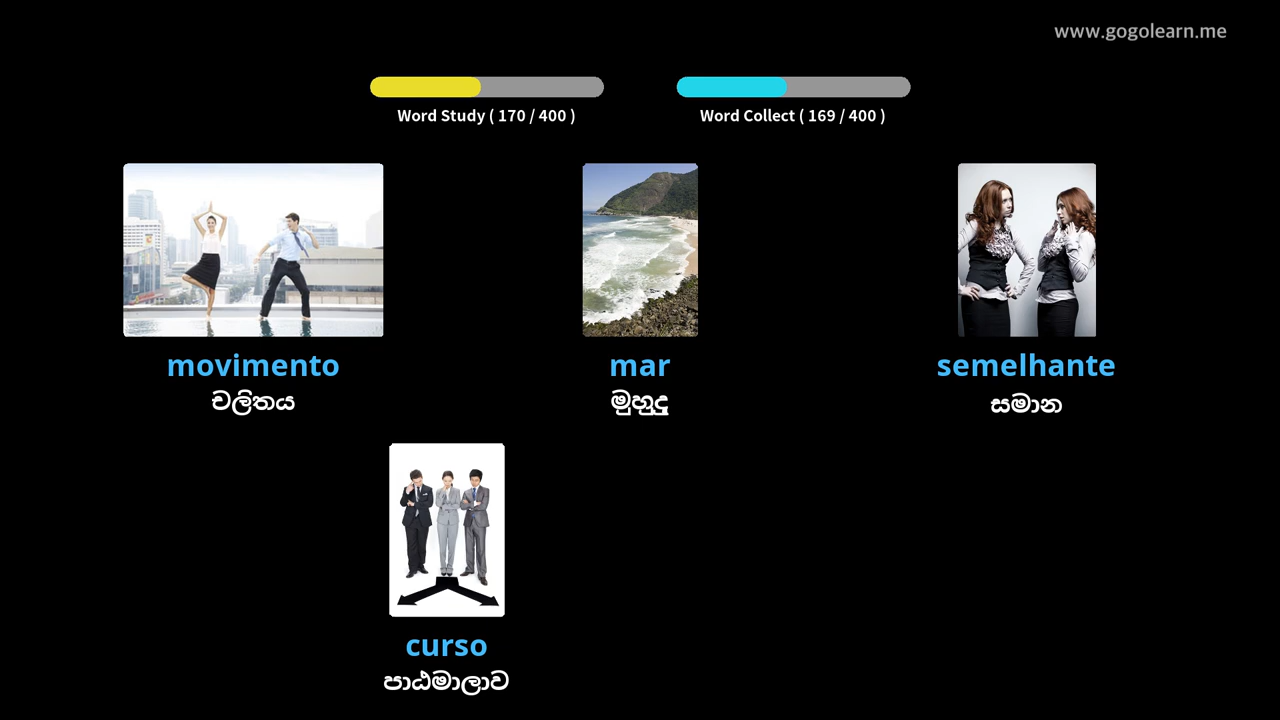 www.gogolearn.me
Word Study ( 170 / 400 )
Word Collect ( 169 / 400 )
movimento
චලිතය
mar
මුහුදු
semelhante
සමාන
curso
පාඨමාලාව